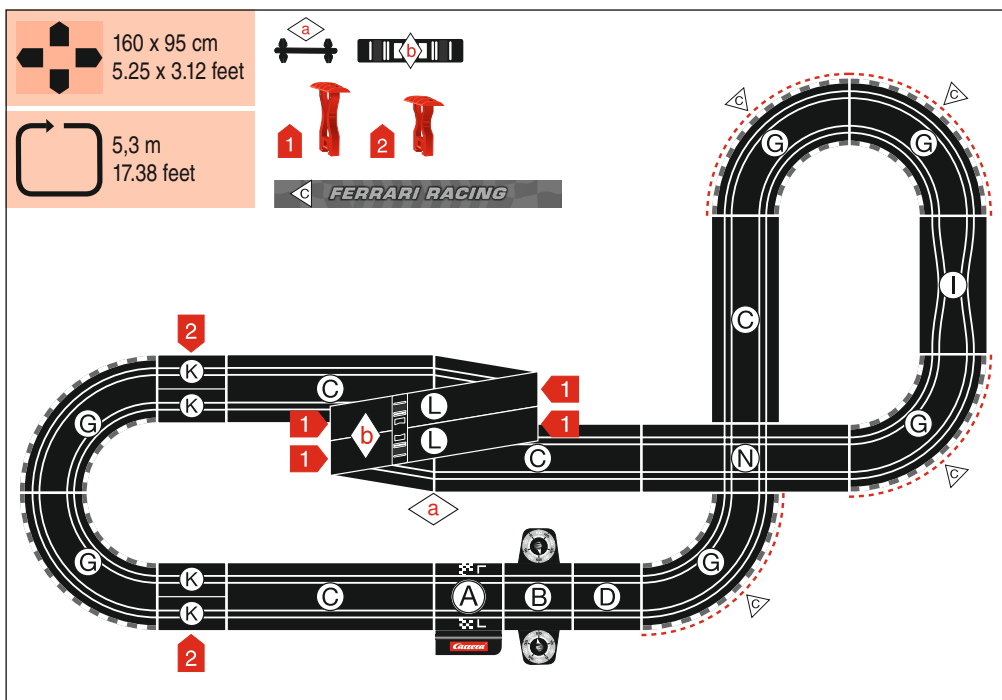 160 x 95 cm
5.25 x 3.12 feet
5,3 m
17.38 feet
a
b
1
2
C FERRARI RACING
C
C
G
G
I
C
2
K
K
C
L
L
b
1
1
1
1
G
C
N
G
C
a
G
K
K
C
A
B
D
G
C
Carrera
2